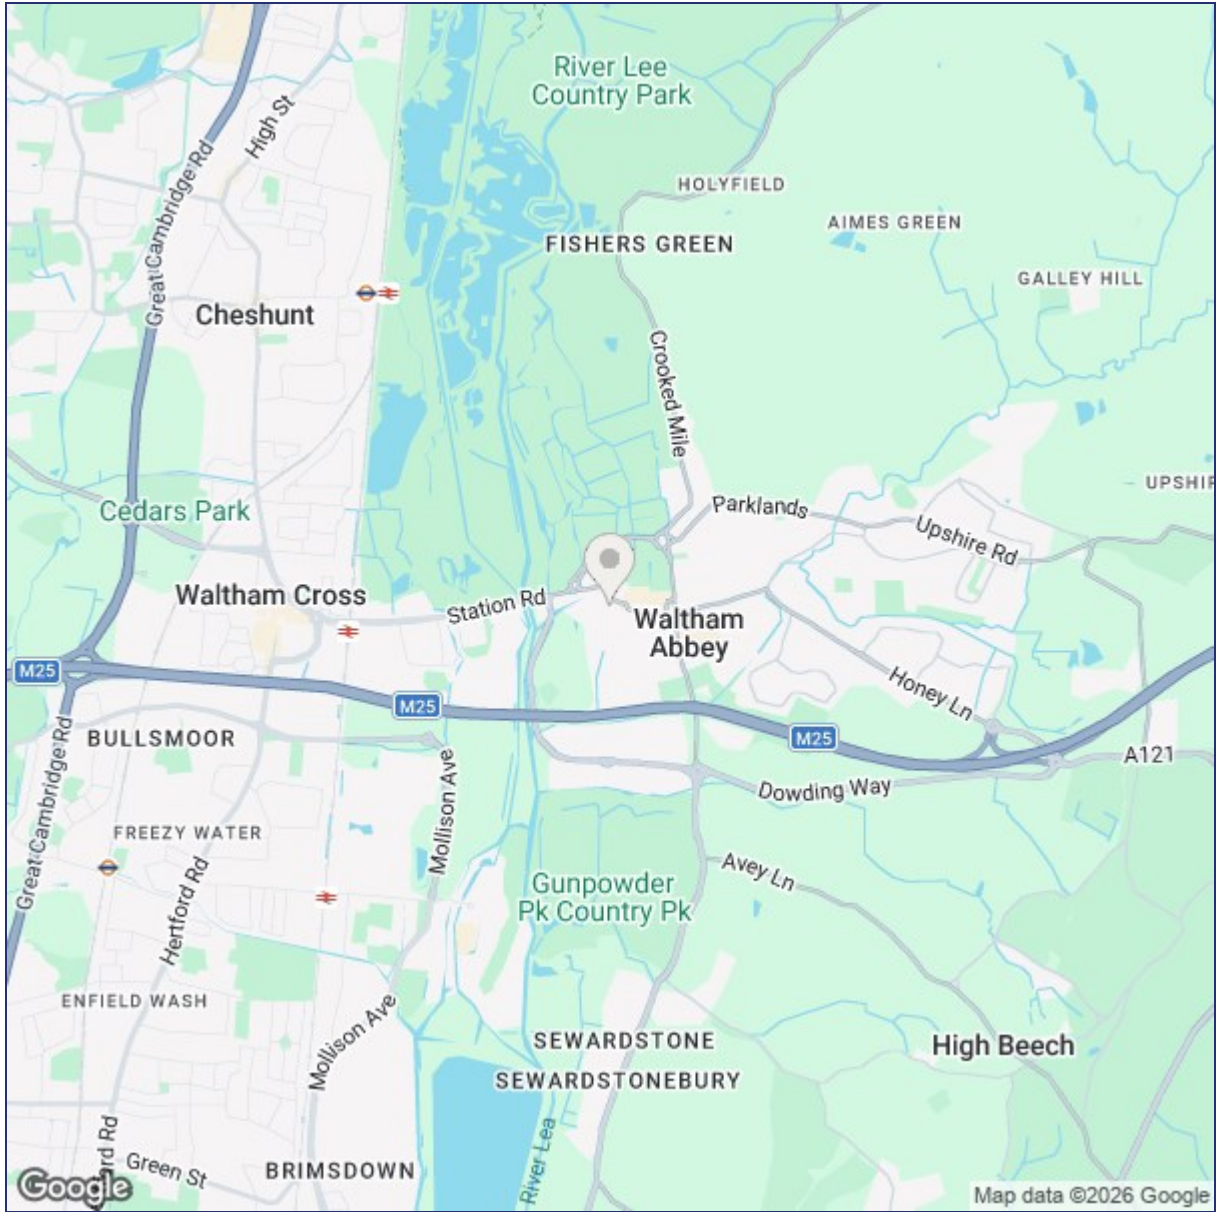 River Lee
Country Park
High St
HOLYFIELD
AIMES GREEN
FISHERS GREEN
GALLEY HILL
Great Cambridge Rd
Cheshunt
Crooked Mile
Cedars Park
Parklands
Upshire Rd
Waltham Cross
Station Rd
Waltham
Abbey
M25
M25
M25
Honey Ln
BULLSMOOR
A121
Dowding Way
Great Cambridge Rd
FREEZY WATER
Mollison Ave
Hertford Rd
Avey Ln
Gunpowder
Pk Country Pk
ENFIELD WASH
Mollison Ave
SEWARDSTONE
High Beech
SEWARDSTONEBURY
Rd
Green St
BRIMSDOWN
River Lea
Google
Map data ©2026 Google